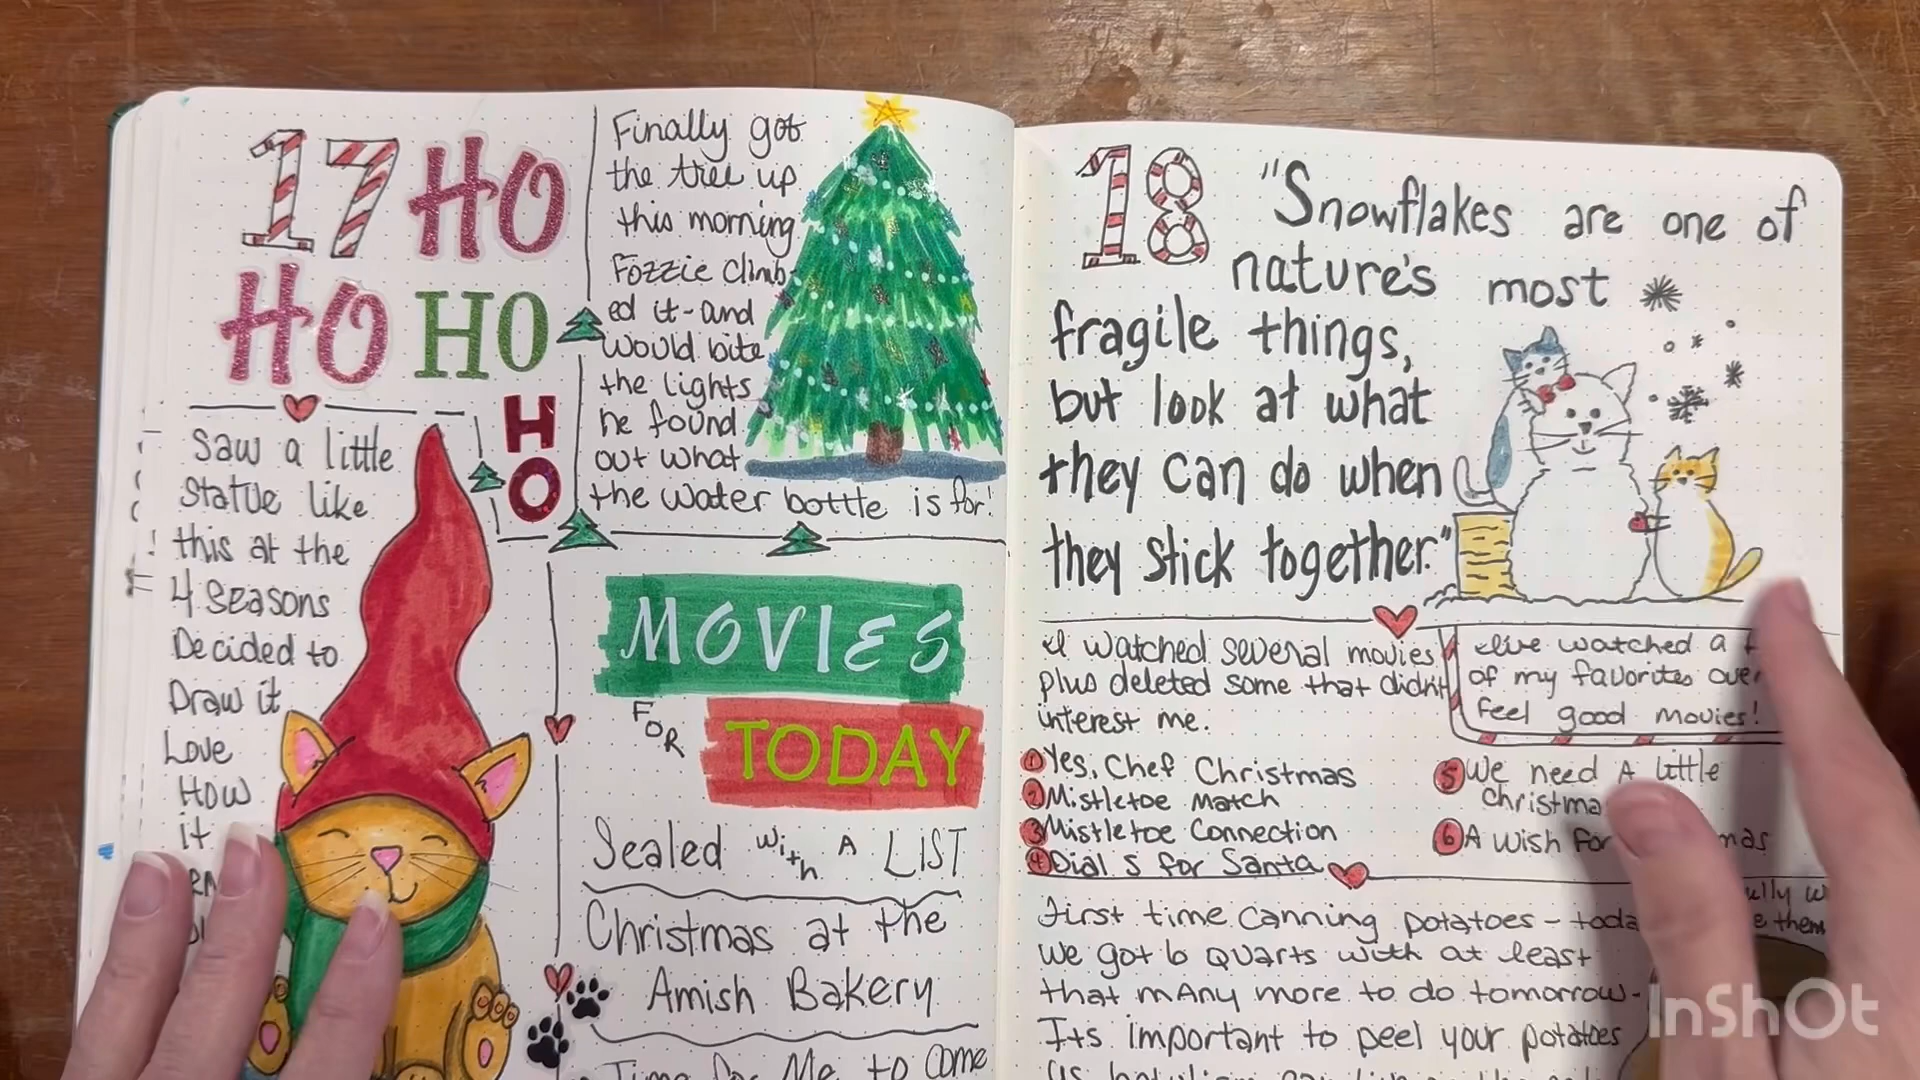 17 HO
HO HO
HO
Saw a little
Statue like
this at the
4 Seasons
Decided to
Draw it
Love
How
it
Finally got
the tree up
this morning
Fozzie climb-
ed it-and
would bite
the lights
he found
out what
the water bottle is for!
MOVIES
FOR
TODAY
Sealed with A LIST
Christmas at the
Amish Bakery
Time for Me to Come
18
"Snowflakes are one of
nature's most
fragile things,
but look at what
they can do when
they stick together."
I watched several movies
plus deleted some that didn't
interest me.
I've watched a
of my favorites over
feel good movies!
1 Yes, Chef Christmas
2 Mistletoe Match
3 Mistletoe Connection
4 Dial S for Santa
5 We need A little
Christmas
6 A Wish for
First time canning potatoes - today
We got 6 quarts with at least
that mAny more to do tomorrow-
Its important to peel your potatoes
InShOt